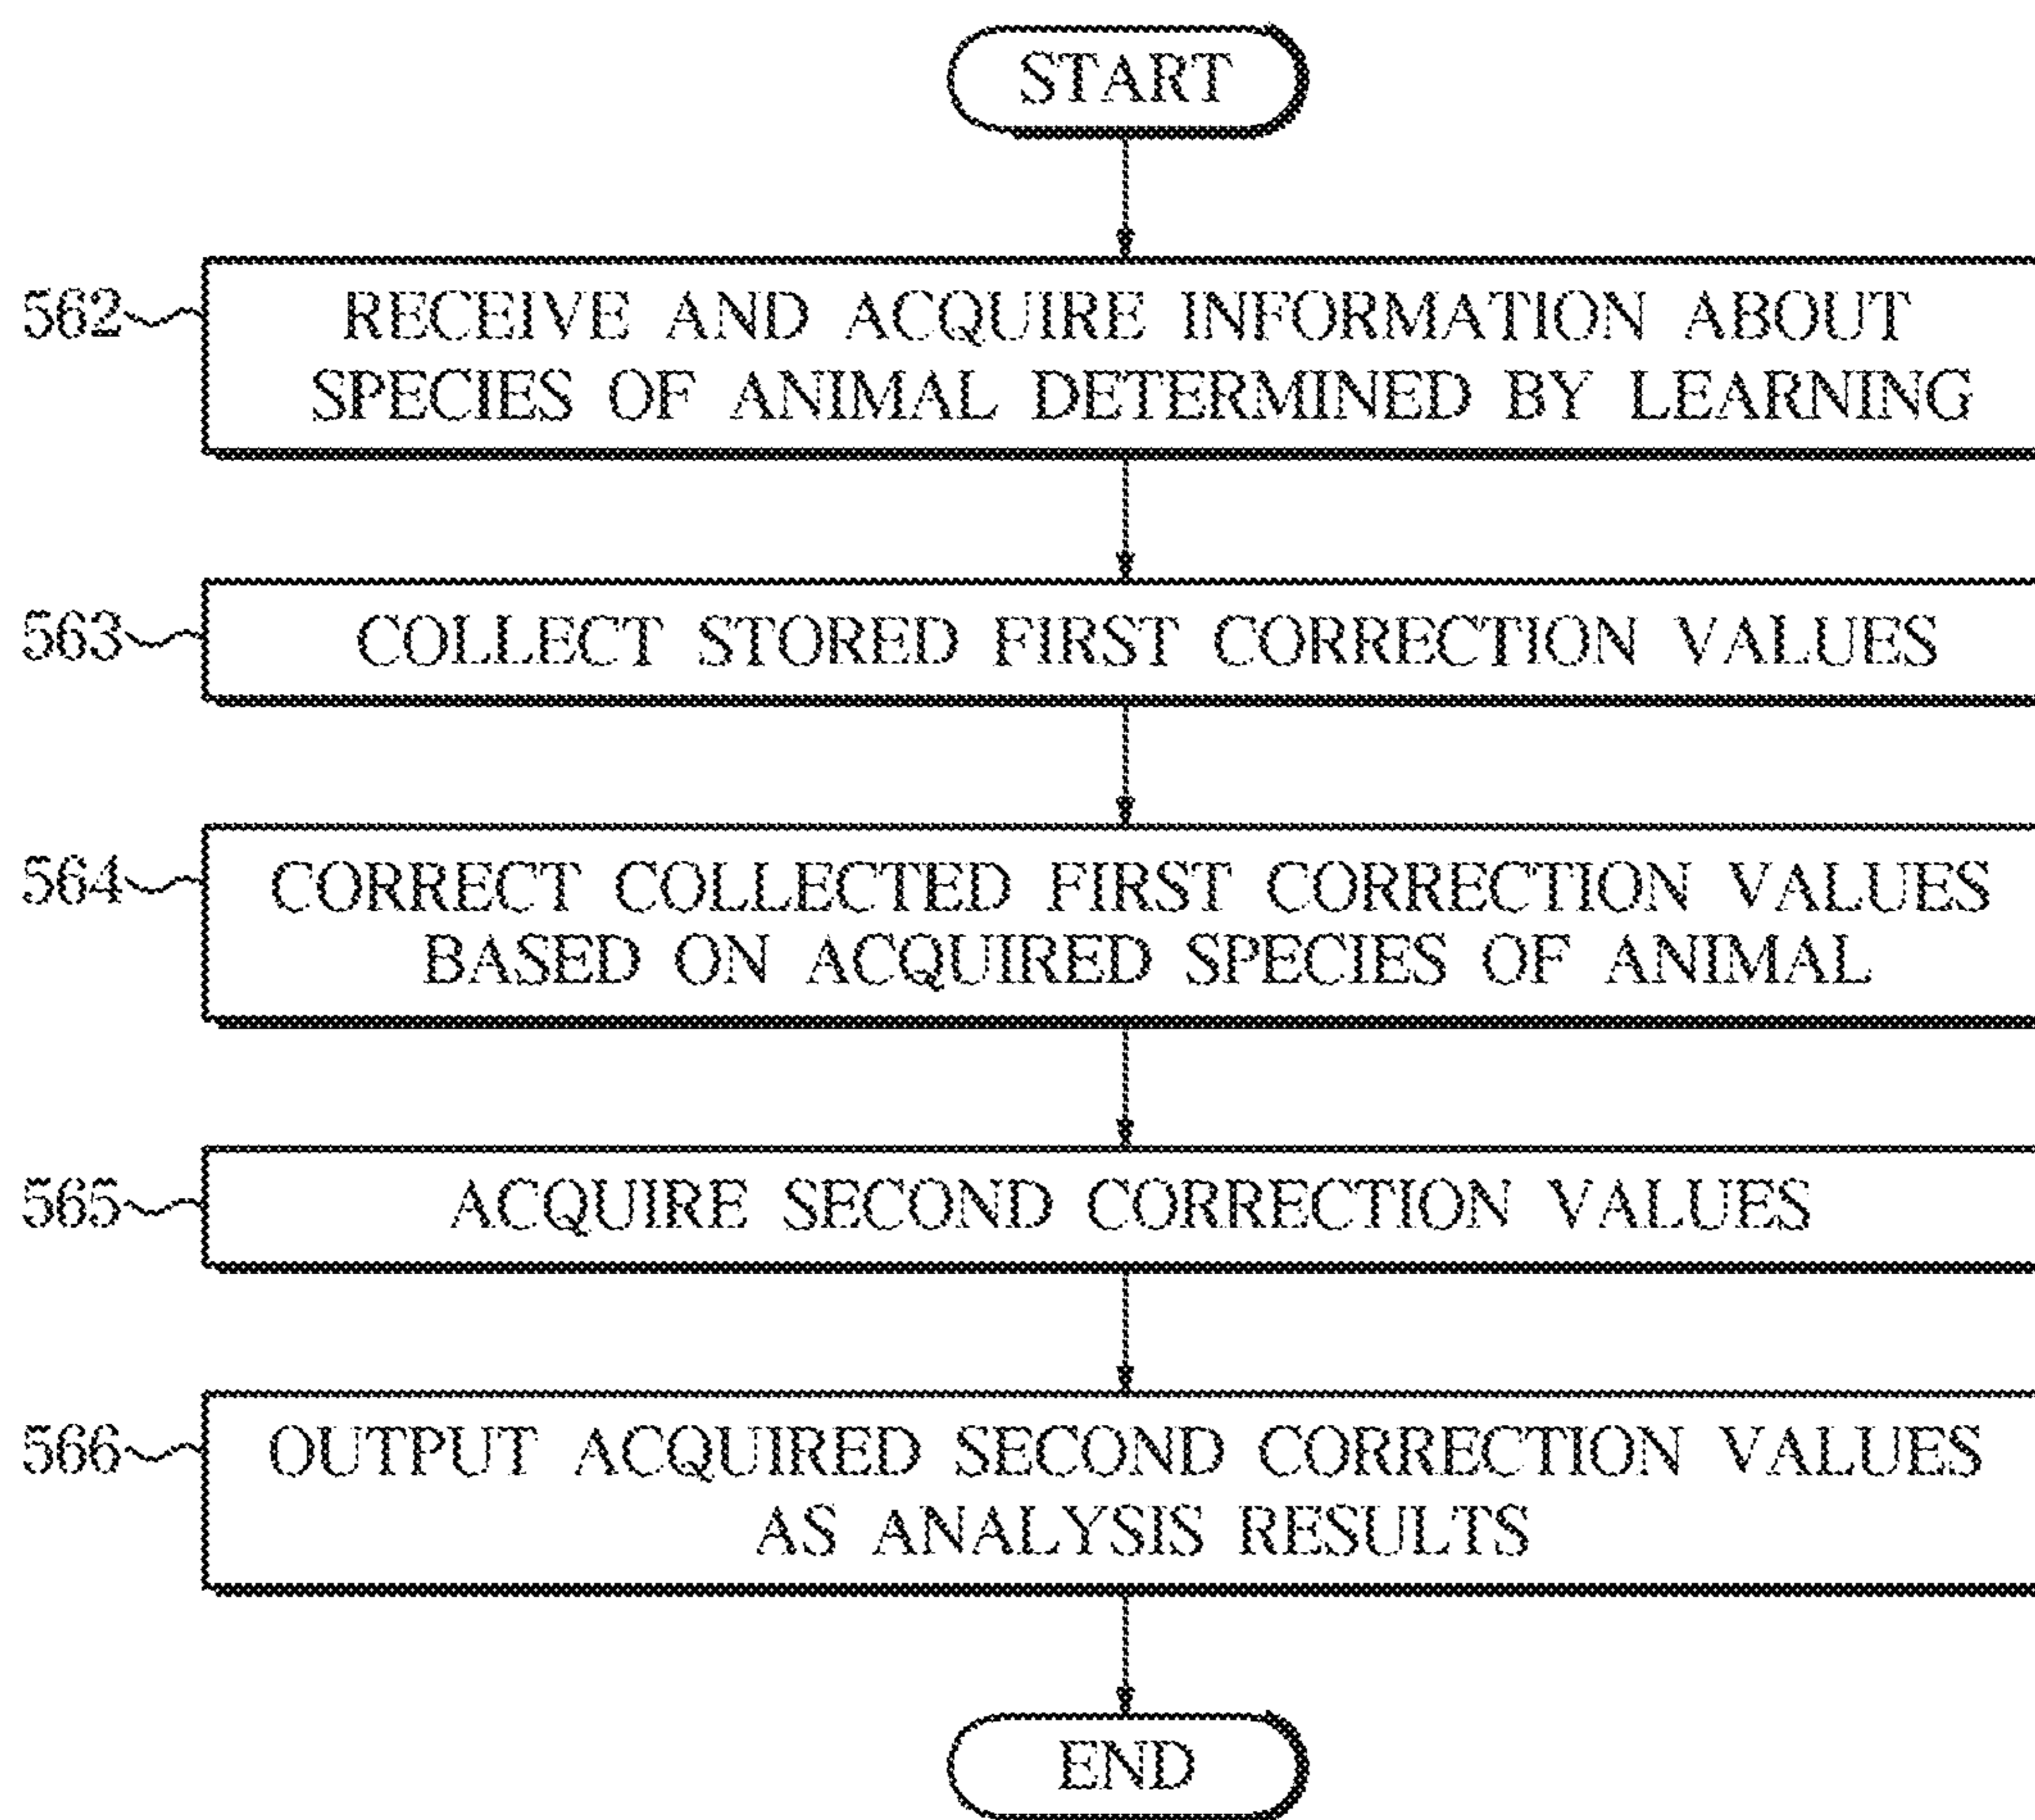 START
562
RECEIVE AND ACQUIRE INFORMATION ABOUT
SPECIES OF ANIMAL DETERMINED BY LEARNING
563
COLLECT STORED FIRST CORRECTION VALUES
564
CORRECT COLLECTED FIRST CORRECTION VALUES
BASED ON ACQUIRED SPECIES OF ANIMAL
565
ACQUIRE SECOND CORRECTION VALUES
566
OUTPUT ACQUIRED SECOND CORRECTION VALUES
AS ANALYSIS RESULTS
END